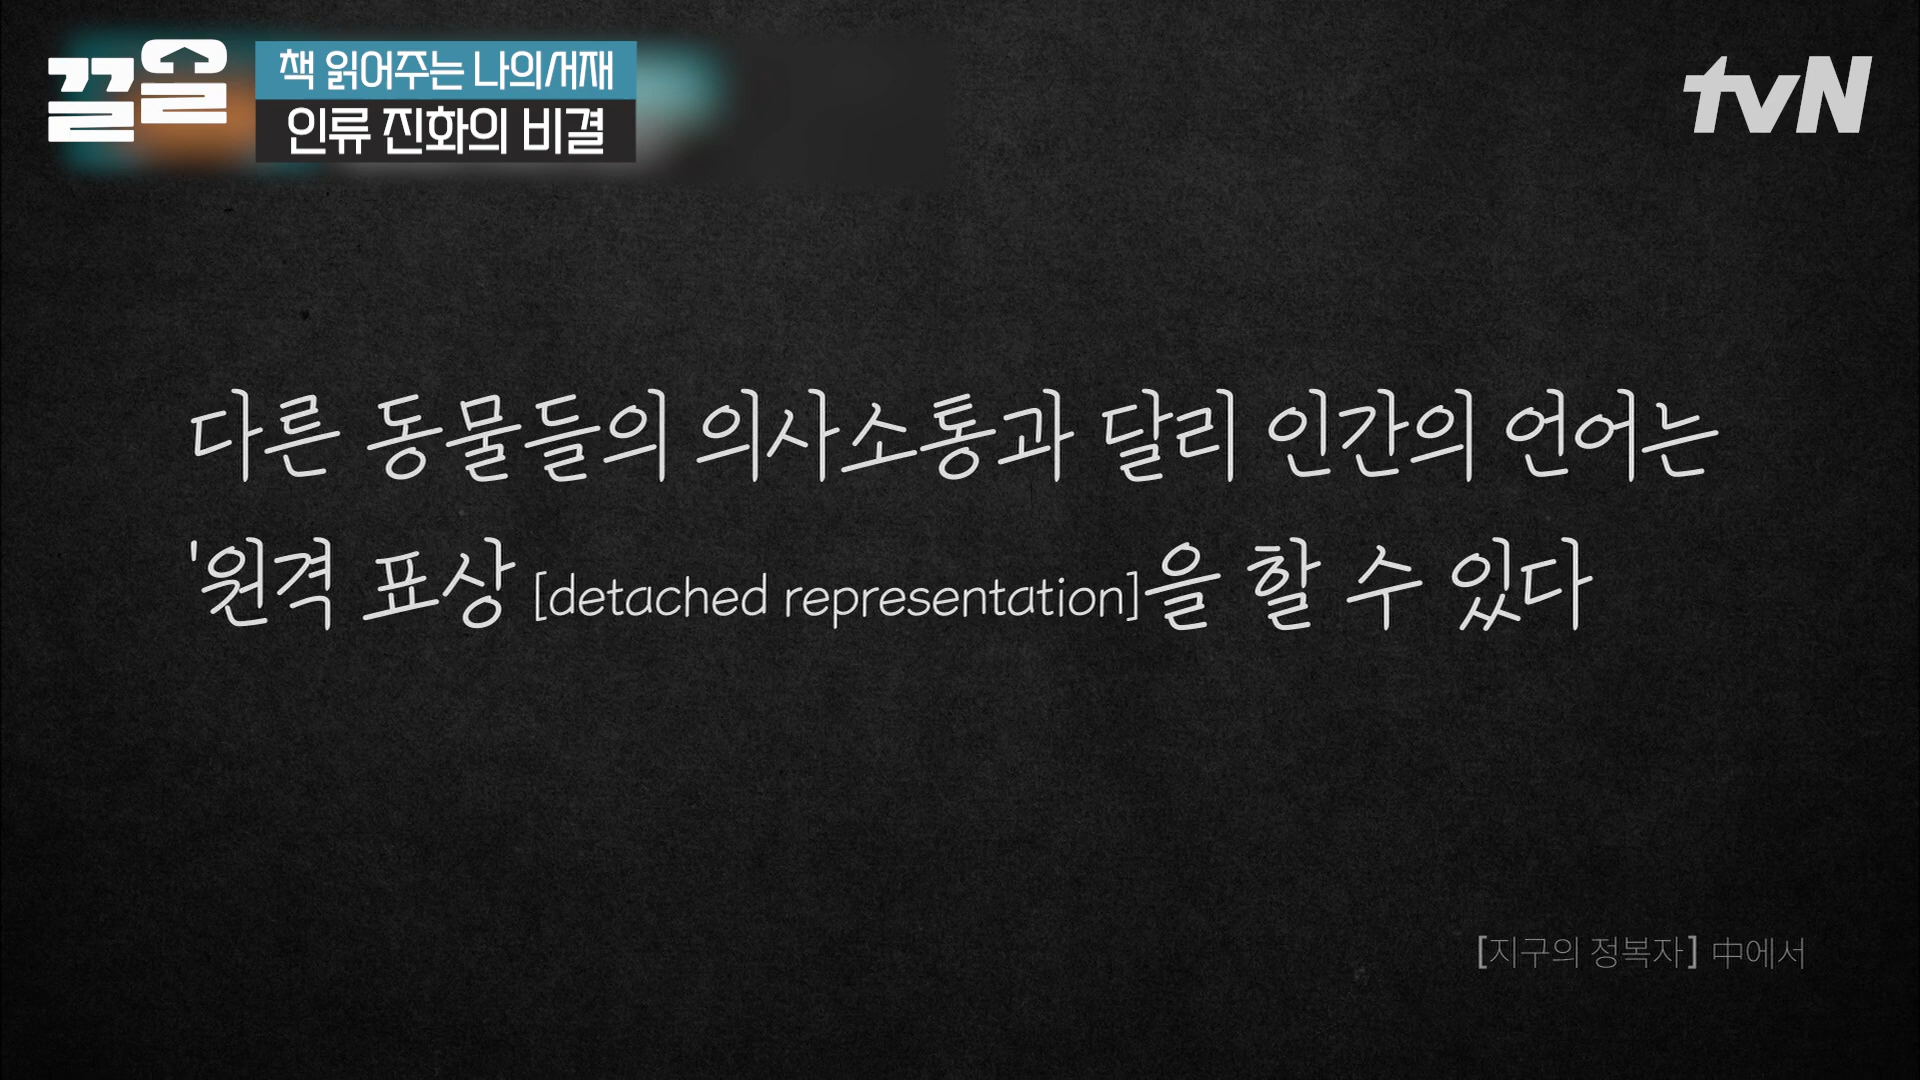 끌올
책 읽어주는 나의서재
인류 진화의 비결
tvN
다른 동물들의 의사소통과 달리 인간의 언어는
'원격 표상 [detached representation]을 할 수 있다
[지구의 정복자] 中에서